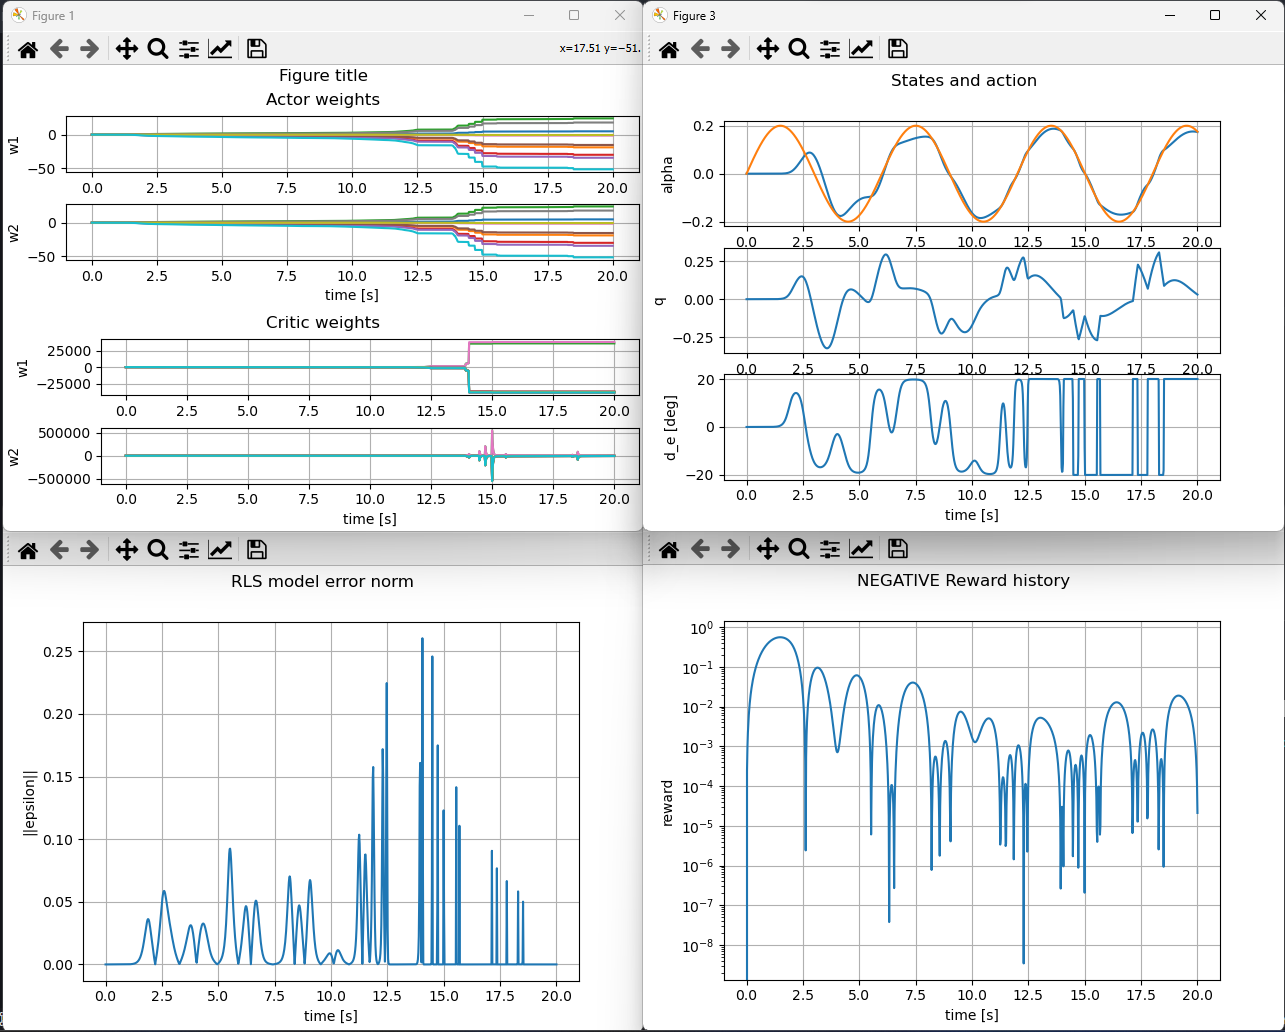 Figure 1
x=17.51 y=−51.
Figure title
Actor weights
w1
0
−50
0.0 2.5 5.0 7.5 10.0 12.5 15.0 17.5 20.0
w2
0
−50
0.0 2.5 5.0 7.5 10.0 12.5 15.0 17.5 20.0
time [s]
Critic weights
w1
25000
0
−25000
0.0 2.5 5.0 7.5 10.0 12.5 15.0 17.5 20.0
w2
500000
0
−500000
0.0 2.5 5.0 7.5 10.0 12.5 15.0 17.5 20.0
time [s]
Figure 3
States and action
alpha
0.2
0.0
−0.2
0.0 2.5 5.0 7.5 10.0 12.5 15.0 17.5 20.0
q
0.25
0.00
−0.25
0.0 2.5 5.0 7.5 10.0 12.5 15.0 17.5 20.0
d_e [deg]
20
0
−20
0.0 2.5 5.0 7.5 10.0 12.5 15.0 17.5 20.0
time [s]
RLS model error norm
||epsilon||
0.25
0.20
0.15
0.10
0.05
0.00
0.0 2.5 5.0 7.5 10.0 12.5 15.0 17.5 20.0
time [s]
NEGATIVE Reward history
reward
10⁰
10⁻¹
10⁻²
10⁻³
10⁻⁴
10⁻⁵
10⁻⁶
10⁻⁷
10⁻⁸
0.0 2.5 5.0 7.5 10.0 12.5 15.0 17.5 20.0
time [s]